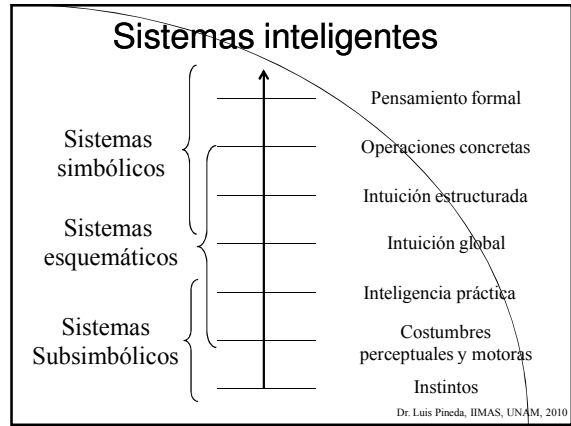 Sistemas inteligentes
Pensamiento formal
Sistemas
simbólicos
Operaciones concretas
Intuición estructurada
Sistemas
esquemáticos
Intuición global
Inteligencia práctica
Sistemas
Subsimbólicos
Costumbres
perceptuales y motoras
Instintos
Dr. Luis Pineda, IIMAS, UNAM, 2010